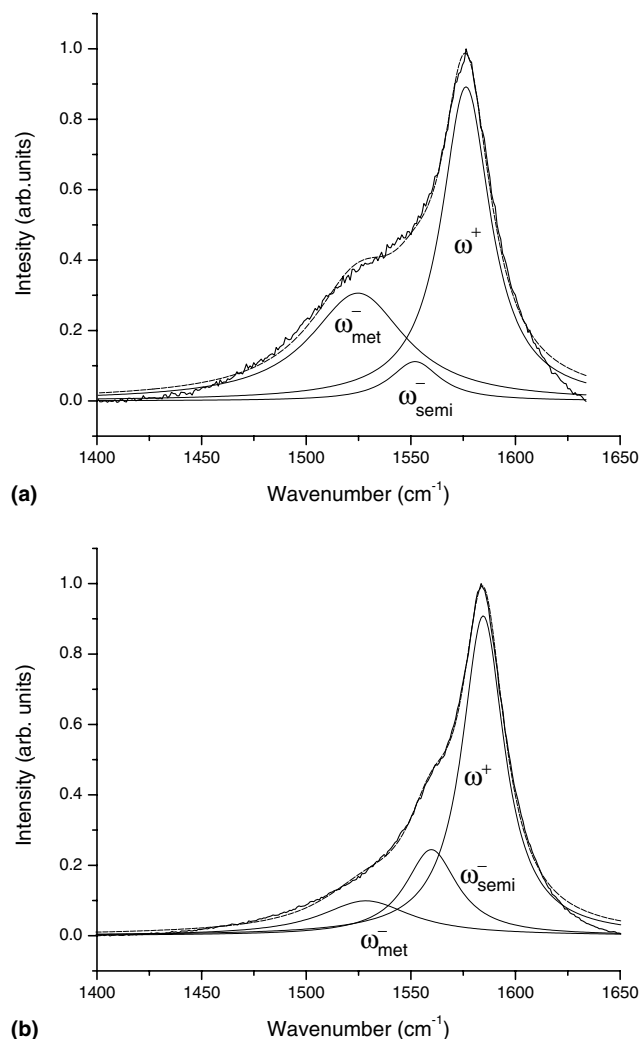 Intesity (arb.units)
1.0
0.8
0.6
0.4
0.2
0.0
ω⁺
ω⁻met
ω⁻semi
1400 1450 1500 1550 1600 1650
(a) Wavenumber (cm⁻¹)
Intensity (arb. units)
1.0
0.8
0.6
0.4
0.2
0.0
ω⁺
ω⁻semi
ω⁻met
1400 1450 1500 1550 1600 1650
(b) Wavenumber (cm⁻¹)